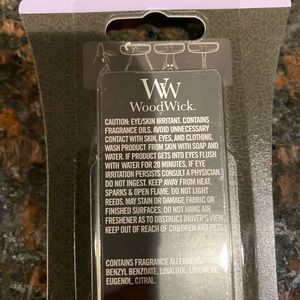 WW
WoodWick.
CAUTION: EYE/SKIN IRRITANT. CONTAINS
FRAGRANCE OILS. AVOID UNNECESSARY
CONTACT WITH SKIN, EYES, AND CLOTHING.
WASH PRODUCT FROM SKIN WITH SOAP AND
WATER. IF PRODUCT GETS INTO EYES FLUSH
WITH WATER FOR 20 MINUTES. IF EYE
IRRITATION PERSISTS CONSULT A PHYSICIAN.
DO NOT INGEST. KEEP AWAY FROM HEAT,
SPARKS & OPEN FLAME. DO NOT LIGHT
REEDS. MAY STAIN OR DAMAGE FABRIC OR
FINISHED SURFACES. DO NOT HANG AIR
FRESHENER AS TO OBSTRUCT DRIVER'S VIEW.
KEEP OUT OF REACH OF CHILDREN AND PETS.
CONTAINS FRAGRANCE ALLERGENS
BENZYL BENZOATE, LINALOOL, LIMONENE,
EUGENOL, CITRAL.